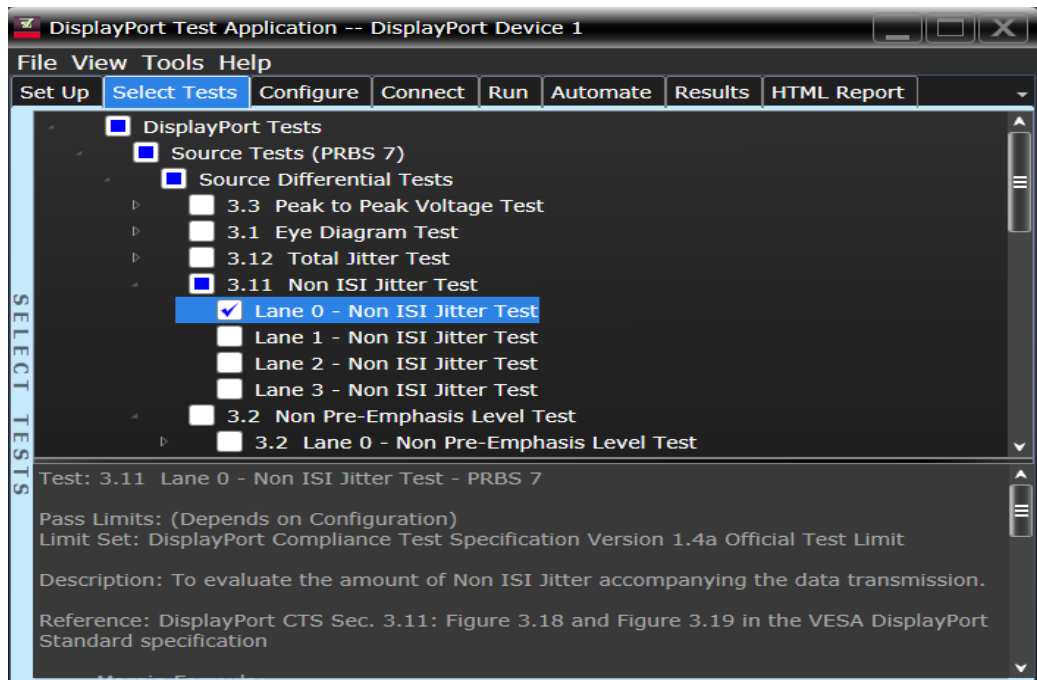 DisplayPort Test Application -- DisplayPort Device 1
File View Tools Help
Set Up Select Tests Configure Connect Run Automate Results HTML Report
DisplayPort Tests
Source Tests (PRBS 7)
Source Differential Tests
3.3 Peak to Peak Voltage Test
3.1 Eye Diagram Test
3.12 Total Jitter Test
3.11 Non ISI Jitter Test
Lane 0 - Non ISI Jitter Test
Lane 1 - Non ISI Jitter Test
Lane 2 - Non ISI Jitter Test
Lane 3 - Non ISI Jitter Test
3.2 Non Pre-Emphasis Level Test
3.2 Lane 0 - Non Pre-Emphasis Level Test
SELECT TESTS
Test: 3.11 Lane 0 - Non ISI Jitter Test - PRBS 7
Pass Limits: (Depends on Configuration)
Limit Set: DisplayPort Compliance Test Specification Version 1.4a Official Test Limit
Description: To evaluate the amount of Non ISI Jitter accompanying the data transmission.
Reference: DisplayPort CTS Sec. 3.11: Figure 3.18 and Figure 3.19 in the VESA DisplayPort
Standard specification